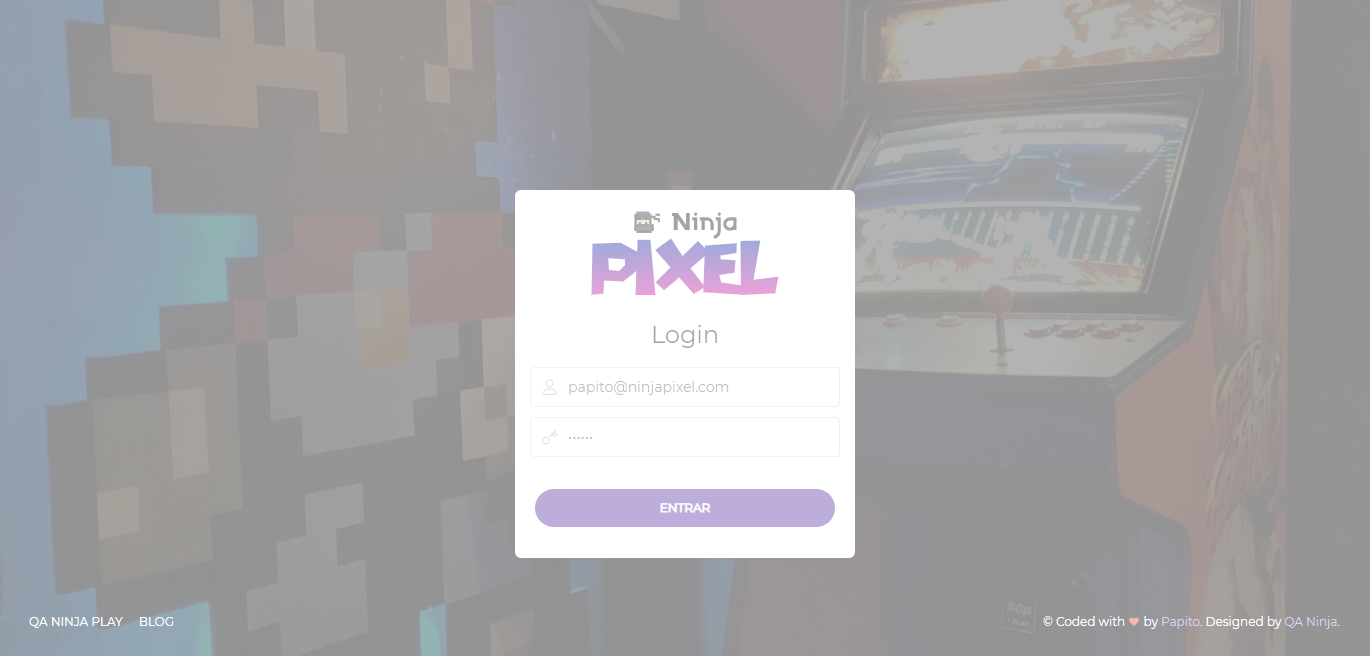 Ninja
PIXEL
Login
papito@ninjapixel.com
······
ENTRAR
QA NINJA PLAY BLOG
© Coded with ❤ by Papito. Designed by QA Ninja.